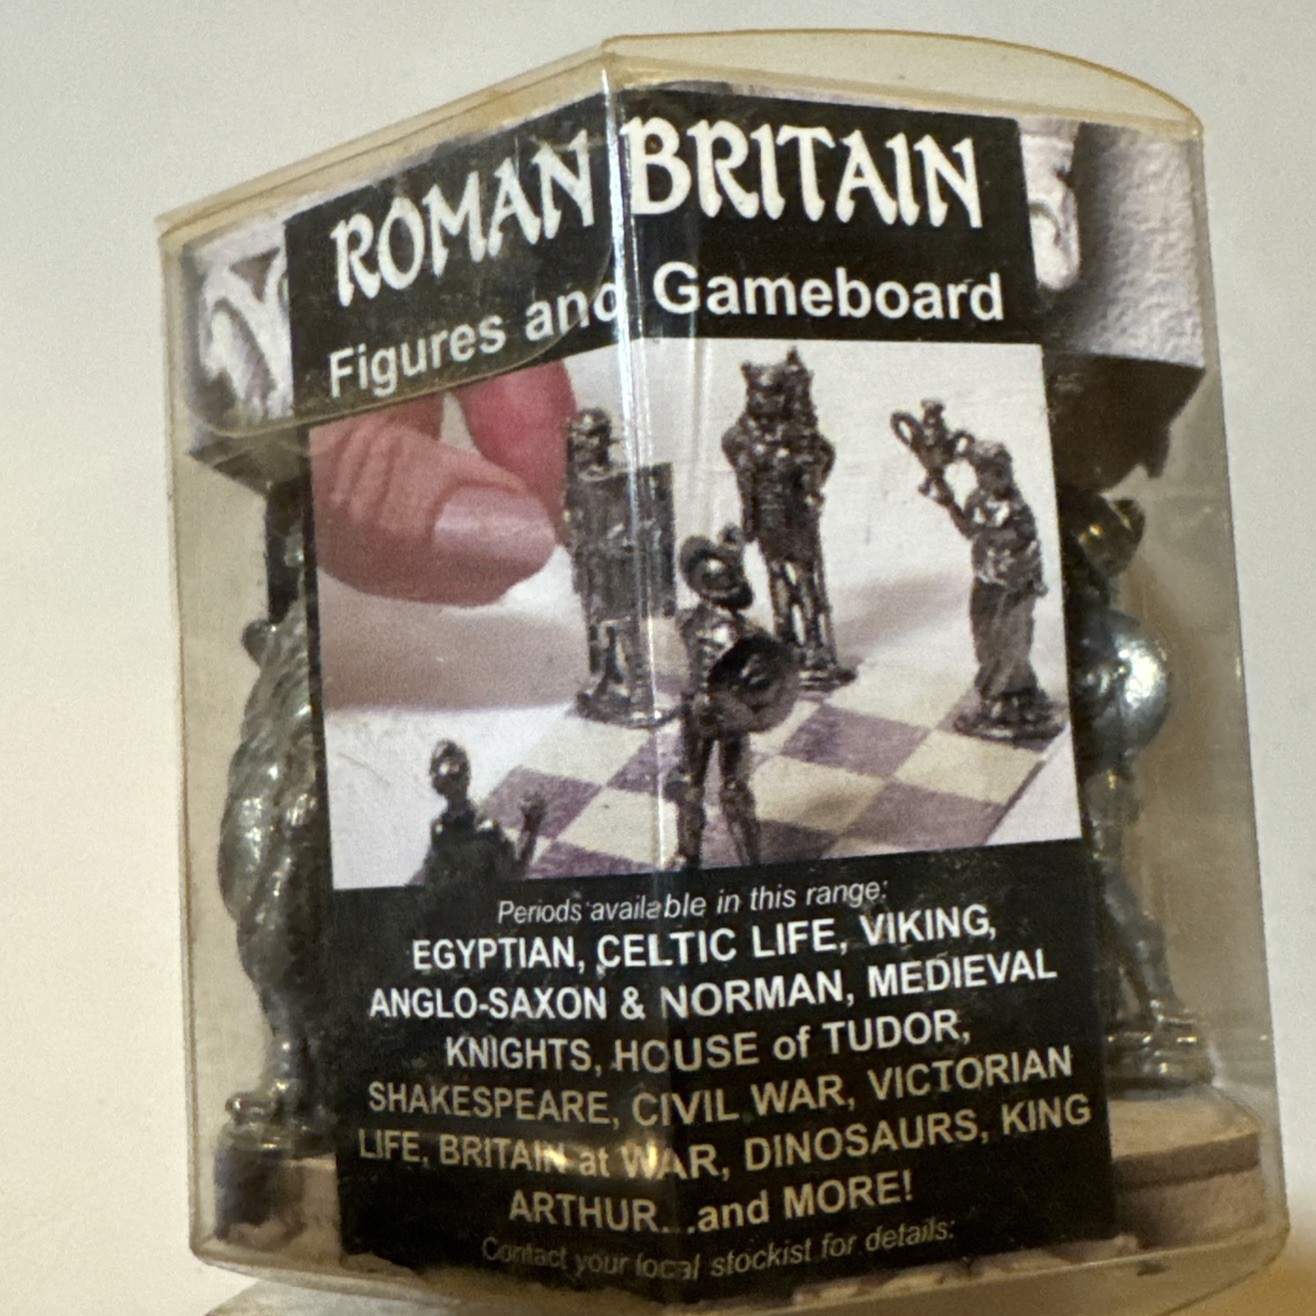 ROMAN BRITAIN
Figures and Gameboard
Periods available in this range:
EGYPTIAN, CELTIC LIFE, VIKING,
ANGLO-SAXON & NORMAN, MEDIEVAL
KNIGHTS, HOUSE of TUDOR,
SHAKESPEARE, CIVIL WAR, VICTORIAN
LIFE, BRITAIN at WAR, DINOSAURS, KING
ARTHUR...and MORE!
Contact your local stockist for details: